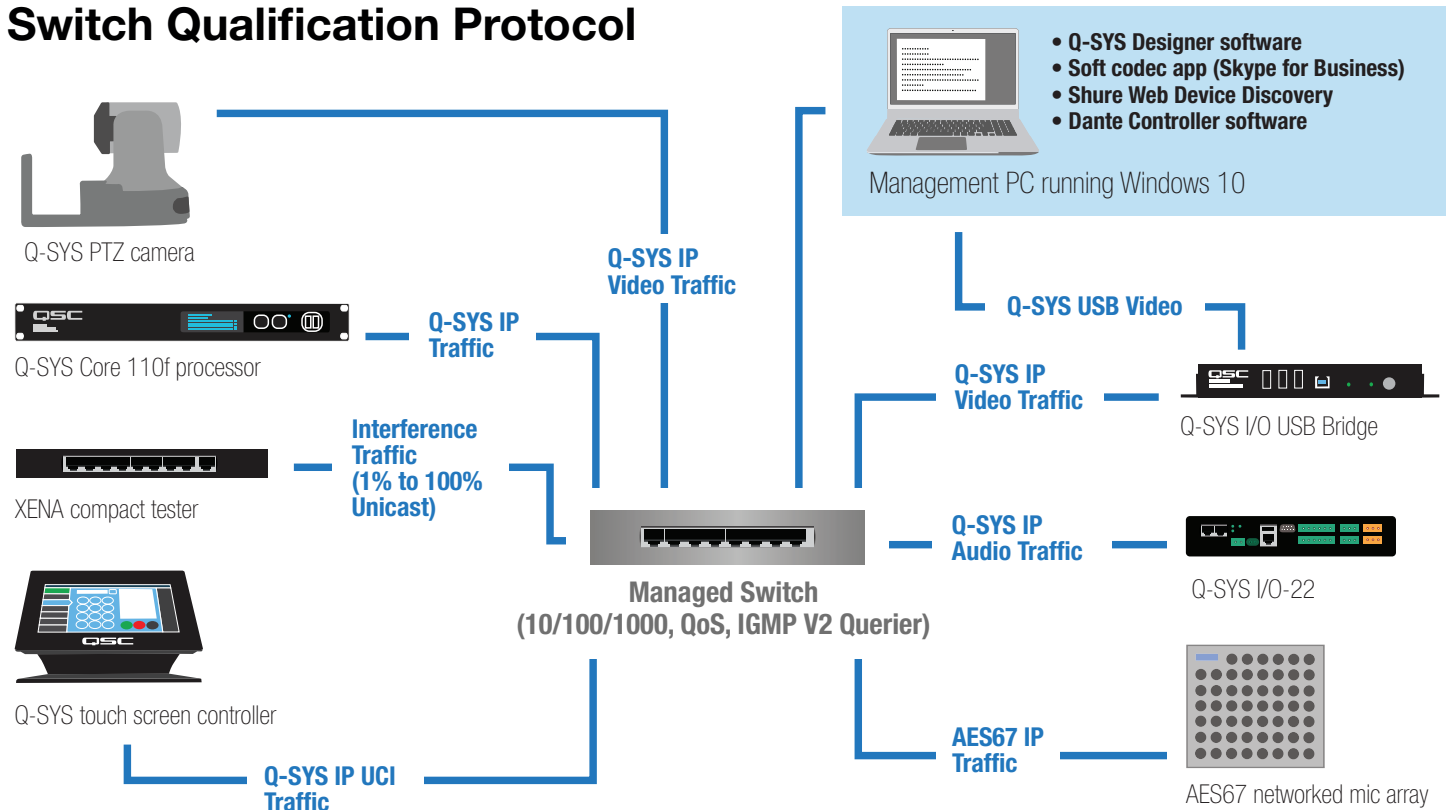 Switch Qualification Protocol
• Q-SYS Designer software
• Soft codec app (Skype for Business)
• Shure Web Device Discovery
• Dante Controller software
Management PC running Windows 10
Q-SYS PTZ camera
Q-SYS IP
Video Traffic
Q-SYS USB Video
QSC
Q-SYS Core 110f processor
Q-SYS IP
Traffic
Q-SYS IP
Video Traffic
QSC
Q-SYS I/O USB Bridge
Interference
Traffic
(1% to 100%
Unicast)
XENA compact tester
Q-SYS IP
Audio Traffic
Q-SYS I/O-22
Managed Switch
(10/100/1000, QoS, IGMP V2 Querier)
QSC
Q-SYS touch screen controller
Q-SYS IP UCI
Traffic
AES67 IP
Traffic
AES67 networked mic array